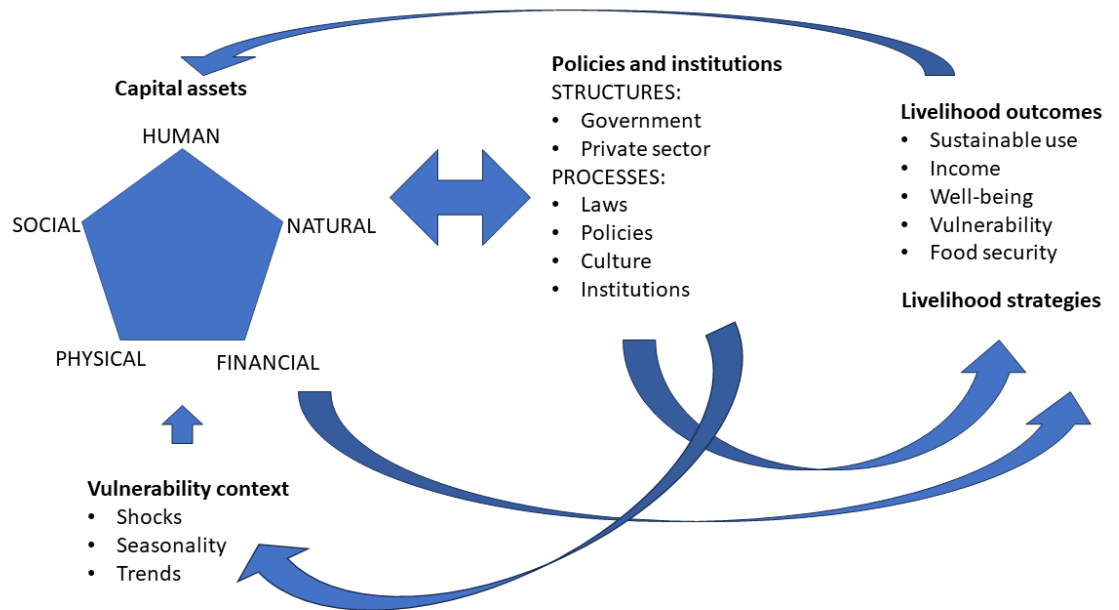 Capital assets
HUMAN
SOCIAL
NATURAL
PHYSICAL
FINANCIAL
Vulnerability context
• Shocks
• Seasonality
• Trends
Policies and institutions
STRUCTURES:
• Government
• Private sector
PROCESSES:
• Laws
• Policies
• Culture
• Institutions
Livelihood outcomes
• Sustainable use
• Income
• Well-being
• Vulnerability
• Food security
Livelihood strategies